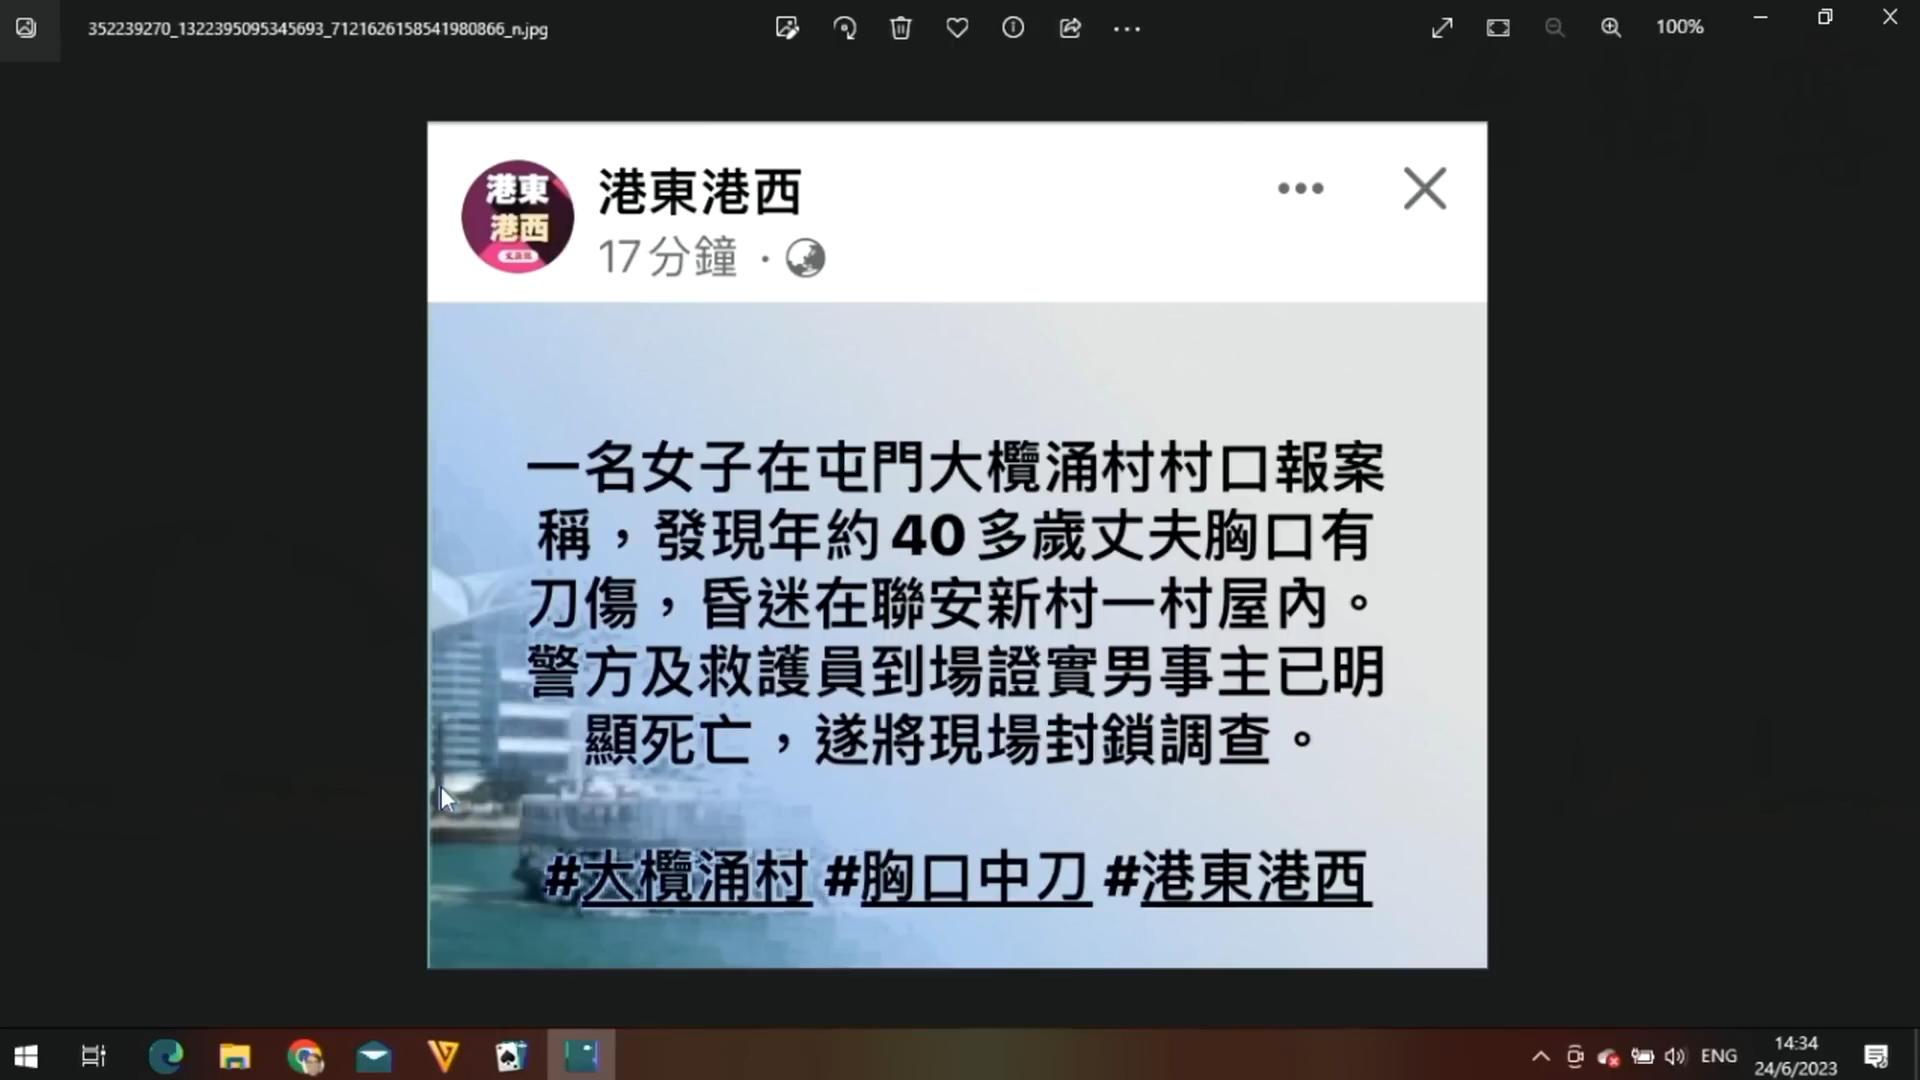 352239270_1322395095345693_7121626158541980866_n.jpg
100%
港東
港西
港東港西
17分鐘 ·
一名女子在屯門大欖涌村村口報案
稱，發現年約40多歲丈夫胸口有
刀傷，昏迷在聯安新村一村屋內。
警方及救護員到場證實男事主已明
顯死亡，遂將現場封鎖調查。
#大欖涌村 #胸口中刀 #港東港西
ENG
14:34
24/6/2023